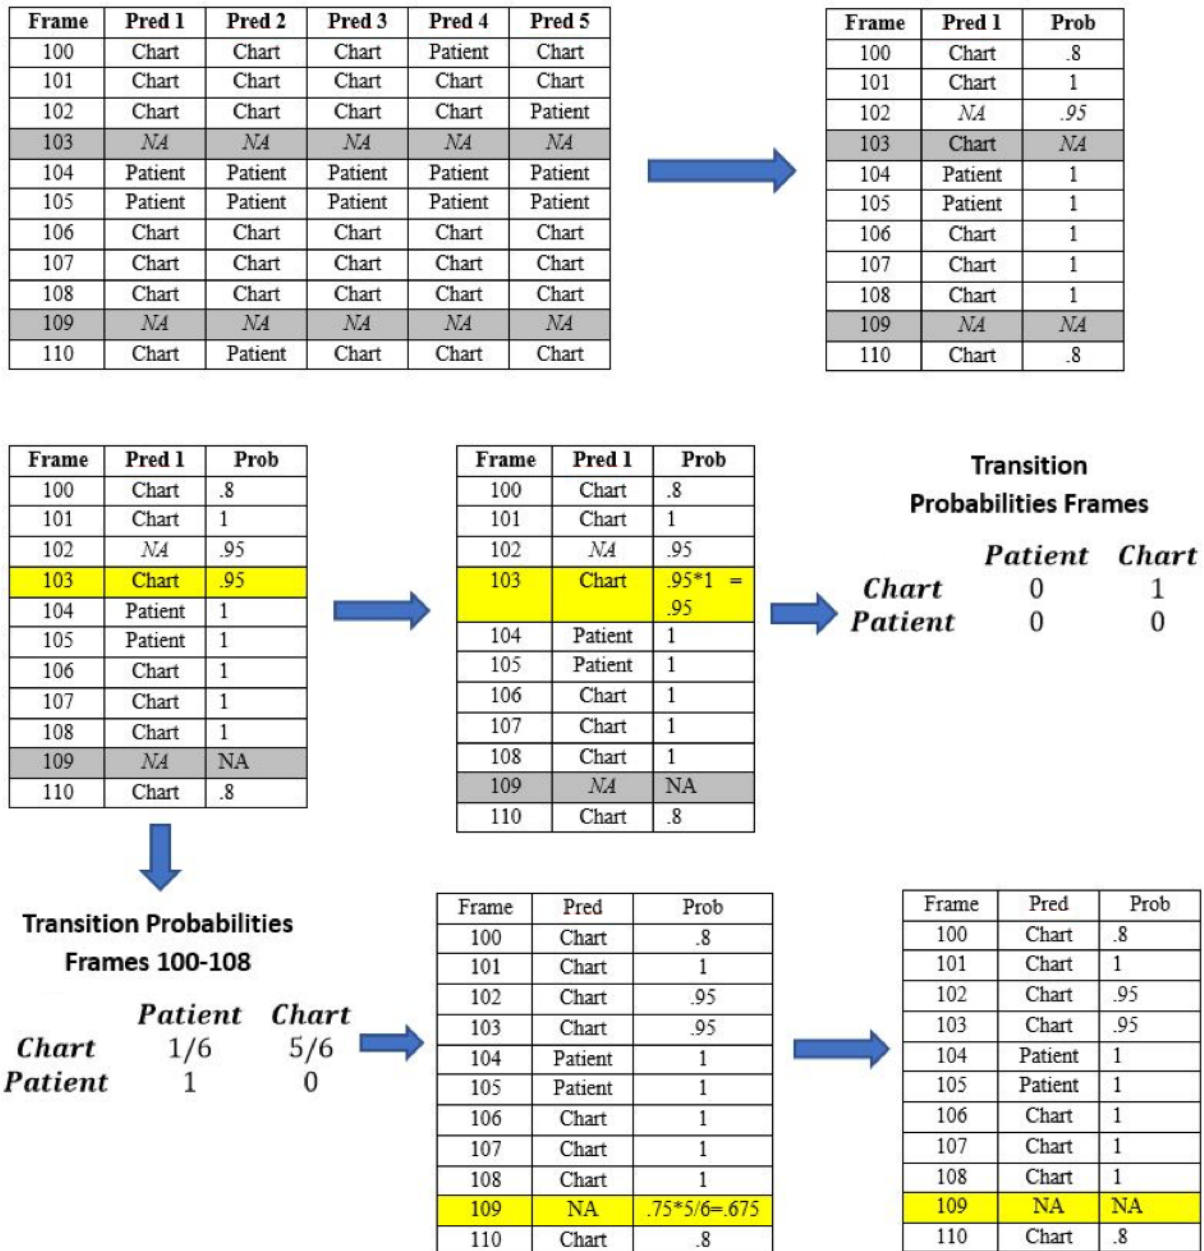 Frame Pred 1 Pred 2 Pred 3 Pred 4 Pred 5
100 Chart Chart Chart Patient Chart
101 Chart Chart Chart Chart Chart
102 Chart Chart Chart Chart Patient
103 NA NA NA NA NA
104 Patient Patient Patient Patient Patient
105 Patient Patient Patient Patient Patient
106 Chart Chart Chart Chart Chart
107 Chart Chart Chart Chart Chart
108 Chart Chart Chart Chart Chart
109 NA NA NA NA NA
110 Chart Patient Chart Chart Chart
Frame Pred 1 Prob
100 Chart .8
101 Chart 1
102 NA .95
103 Chart NA
104 Patient 1
105 Patient 1
106 Chart 1
107 Chart 1
108 Chart 1
109 NA NA
110 Chart .8
Frame Pred 1 Prob
100 Chart .8
101 Chart 1
102 NA .95
103 Chart .95
104 Patient 1
105 Patient 1
106 Chart 1
107 Chart 1
108 Chart 1
109 NA NA
110 Chart .8
Frame Pred 1 Prob
100 Chart .8
101 Chart 1
102 NA .95
103 Chart .95*1 =
.95
104 Patient 1
105 Patient 1
106 Chart 1
107 Chart 1
108 Chart 1
109 NA NA
110 Chart .8
Transition
Probabilities Frames
Patient Chart
Chart 0 1
Patient 0 0
Transition Probabilities
Frames 100-108
Patient Chart
Chart 1/6 5/6
Patient 1 0
Frame Pred Prob
100 Chart .8
101 Chart 1
102 Chart .95
103 Chart .95
104 Patient 1
105 Patient 1
106 Chart 1
107 Chart 1
108 Chart 1
109 NA .75*5/6=.675
110 Chart .8
Frame Pred Prob
100 Chart .8
101 Chart 1
102 Chart .95
103 Chart .95
104 Patient 1
105 Patient 1
106 Chart 1
107 Chart 1
108 Chart 1
109 NA NA
110 Chart .8